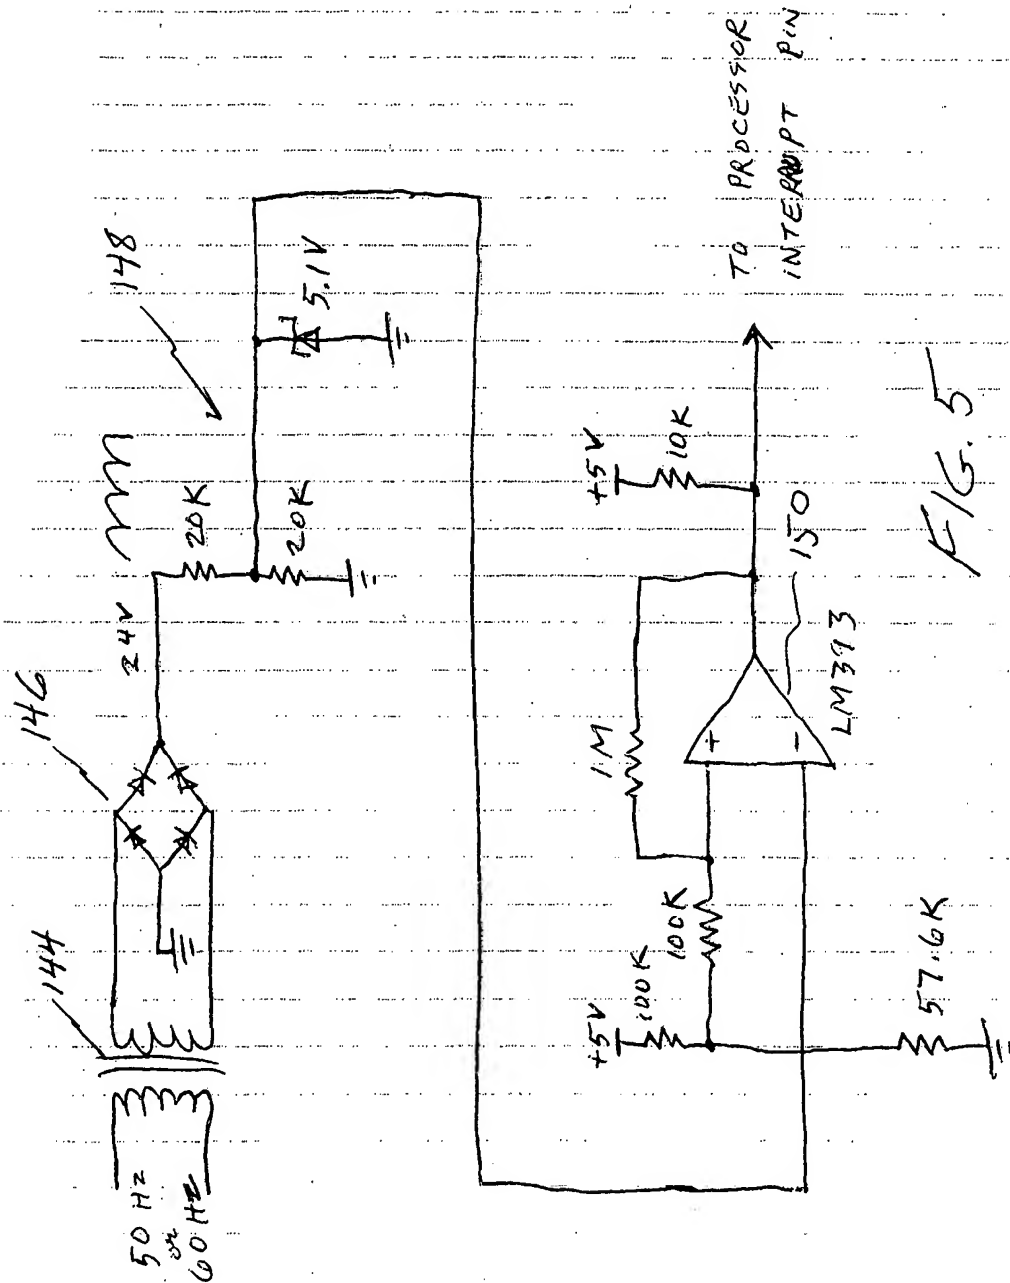 50 Hz
or
60 Hz
144
146
24V
20K
20K
148
5.1V
+5V
100K
100K
57.6K
1M
+
-
LM393
150
+5V
10K
TO PROCESSOR
INTERRUPT PIN
FIG. 5